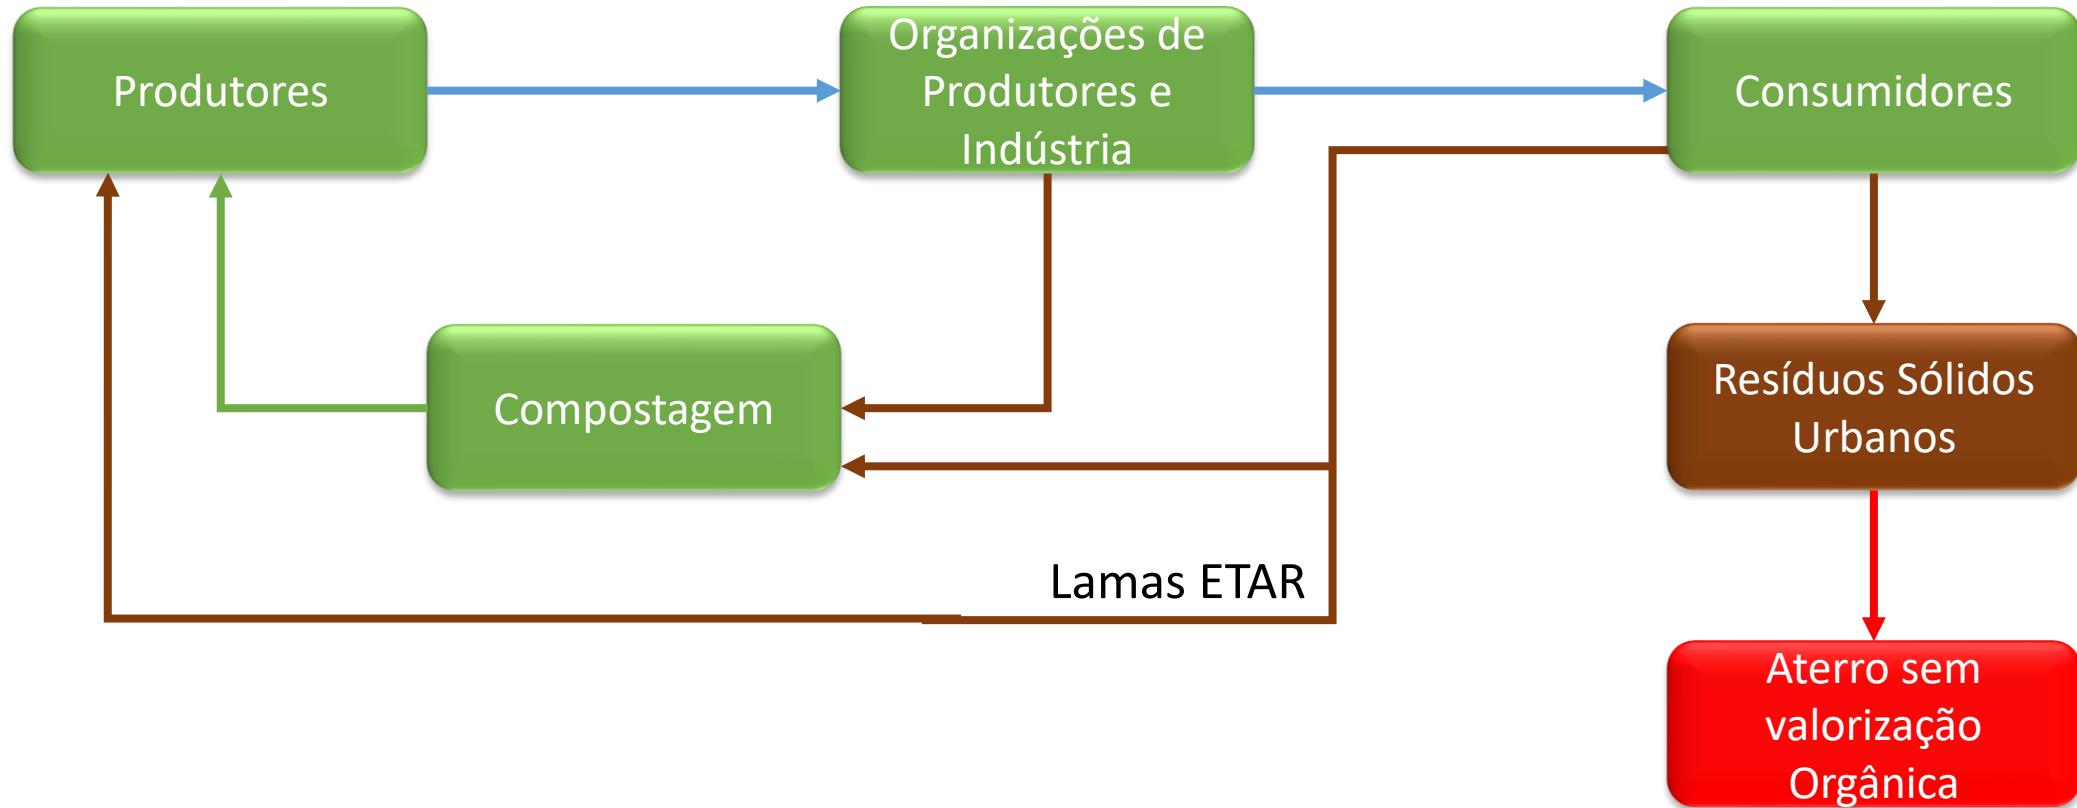 Produtores
Organizações de
Produtores e
Indústria
Consumidores
Compostagem
Resíduos Sólidos
Urbanos
Lamas ETAR
Aterro sem
valorização
Orgânica